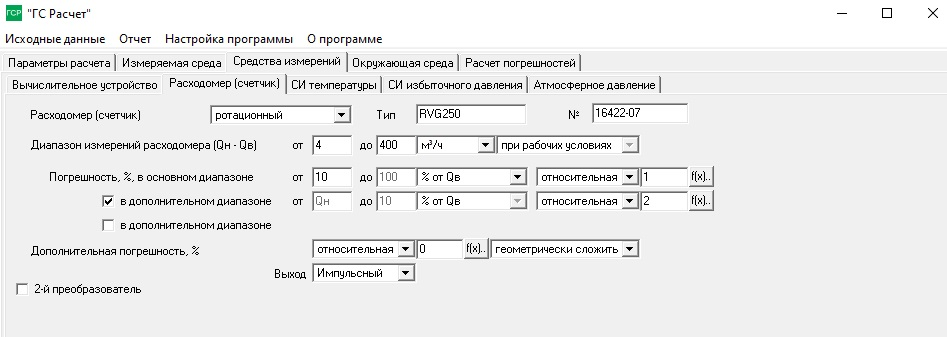 ГСР "ГС Расчет"
Исходные данные Отчет Настройка программы О программе
Параметры расчета Измеряемая среда Средства измерений Окружающая среда Расчет погрешностей
Вычислительное устройство Расходомер (счетчик) СИ температуры СИ избыточного давления Атмосферное давление
Расходомер (счетчик) ротационный Тип RVG250 № 16422-07
Диапазон измерений расходомера (Qн - Qв) от 4 до 400 м³/ч при рабочих условиях
Погрешность, %, в основном диапазоне от 10 до 100 % от Qв относительная 1 f(x)..
в дополнительном диапазоне от Qн до 10 % от Qв относительная 2 f(x)..
в дополнительном диапазоне
Дополнительная погрешность, % относительная 0 f(x).. геометрически сложить
Выход Импульсный
2-й преобразователь